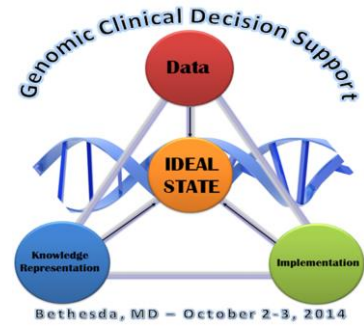 Genomic Clinical Decision Support
Data
IDEAL
STATE
Knowledge
Representation
Implementation
Bethesda, MD – October 2-3, 2014